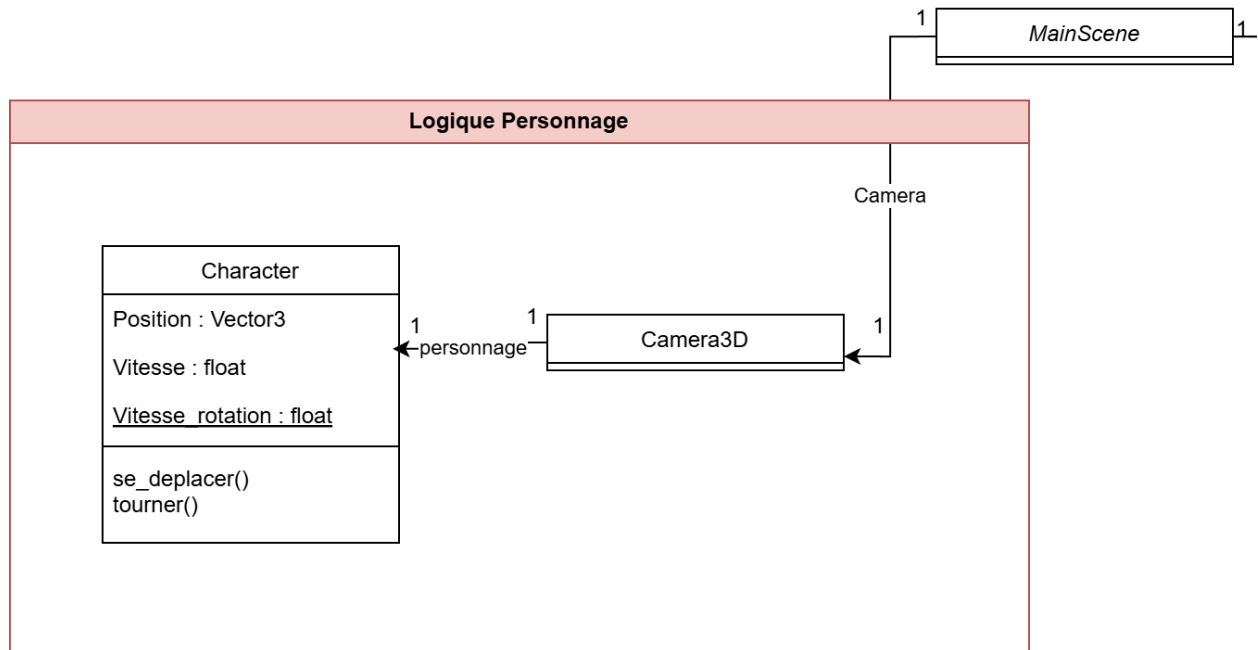 1
MainScene
1
Logique Personnage
Camera
Character
Position : Vector3
Vitesse : float
Vitesse_rotation : float
se_deplacer()
tourner()
1
personnage
1
Camera3D
1